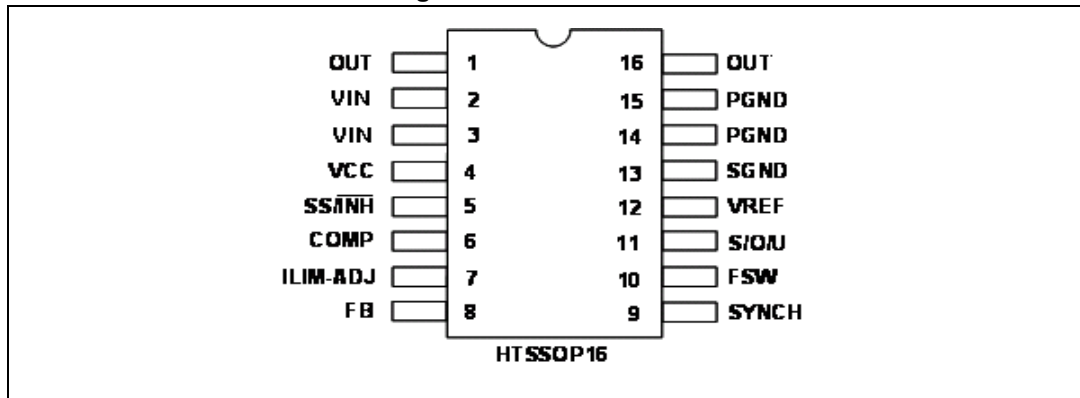 OUT 1 16 OUT
VIN 2 15 PGND
VIN 3 14 PGND
VCC 4 13 SGND
SS/INH 5 12 VREF
COMP 6 11 S/O/U
ILIM-ADJ 7 10 FSW
FB 8 9 SYNCH
HTSSOP16